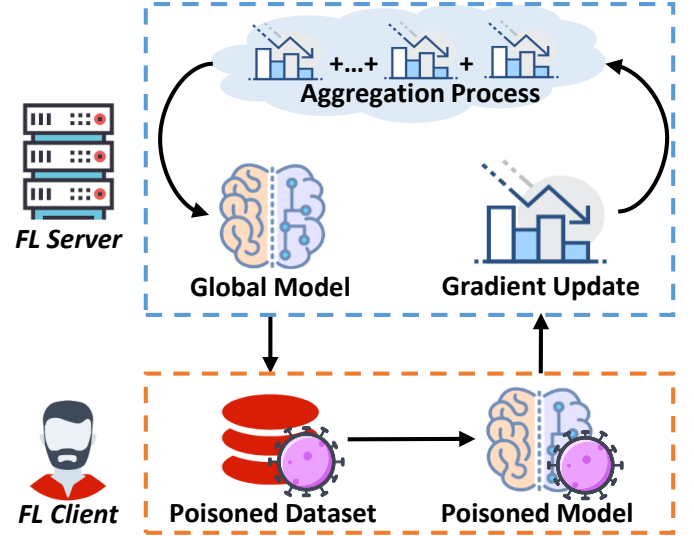 +...+ +
Aggregation Process
FL Server
Global Model
Gradient Update
FL Client
Poisoned Dataset
Poisoned Model